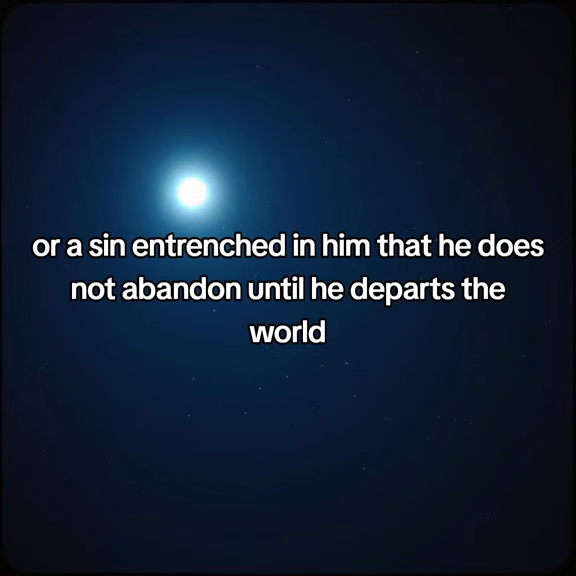 or a sin entrenched in him that he does
not abandon until he departs the
world